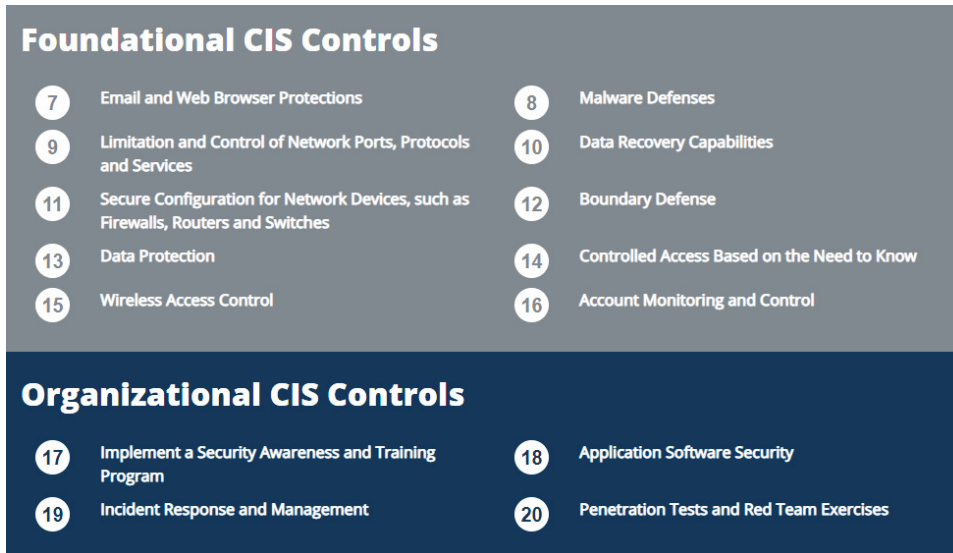 Foundational CIS Controls
7 Email and Web Browser Protections
8 Malware Defenses
9 Limitation and Control of Network Ports, Protocols
and Services
10 Data Recovery Capabilities
11 Secure Configuration for Network Devices, such as
Firewalls, Routers and Switches
12 Boundary Defense
13 Data Protection
14 Controlled Access Based on the Need to Know
15 Wireless Access Control
16 Account Monitoring and Control
Organizational CIS Controls
17 Implement a Security Awareness and Training
Program
18 Application Software Security
19 Incident Response and Management
20 Penetration Tests and Red Team Exercises